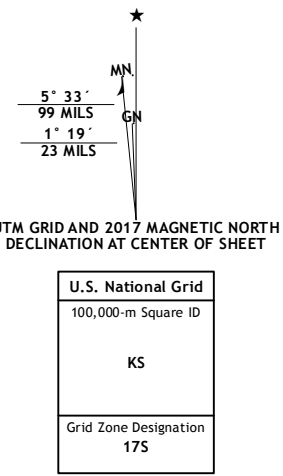 ★
MN.
5° 33´
99 MILS
GN
1° 19´
23 MILS
UTM GRID AND 2017 MAGNETIC NORTH
DECLINATION AT CENTER OF SHEET
U.S. National Grid
100,000-m Square ID
KS
Grid Zone Designation
17S